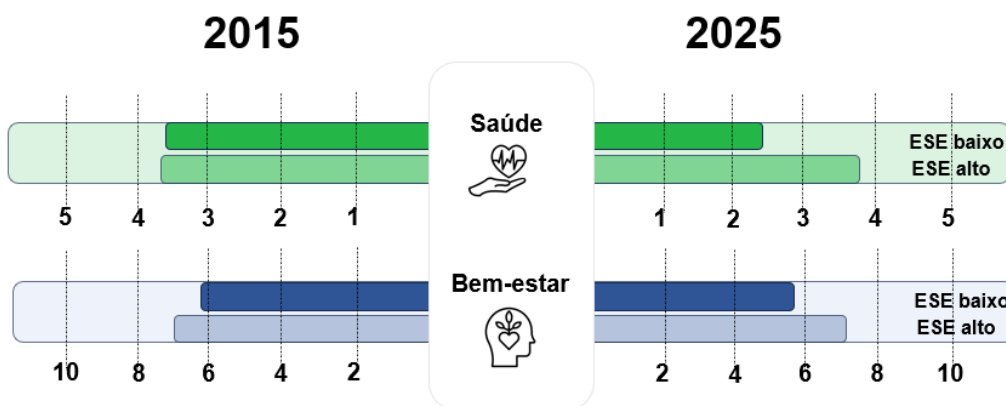 2015
2025
Saúde
ESE baixo
ESE alto
5 4 3 2 1
1 2 3 4 5
Bem-estar
ESE baixo
ESE alto
10 8 6 4 2
2 4 6 8 10